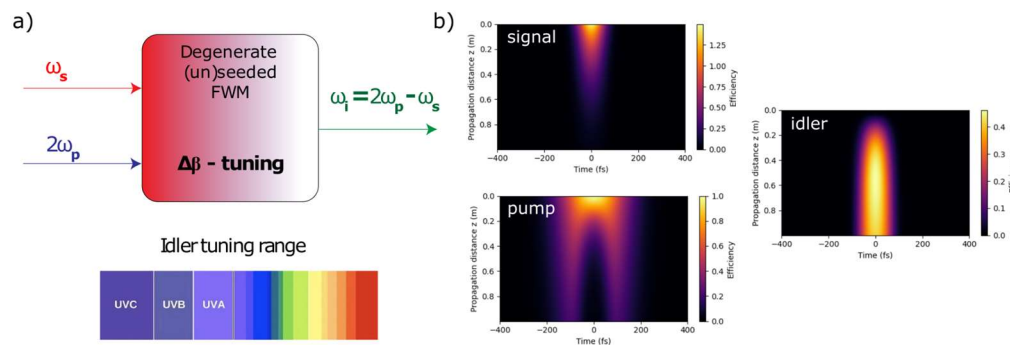 a)
Degenerate
(un)seeded
FWM
ωs
2ωp
ωi = 2ωp - ωs
Δβ - tuning
Idler tuning range
UVC
UVB
UVA
b)
signal
0.0
0.2
0.4
0.6
0.8
Propagation distance z (m)
−400
−200
0
200
400
Time (fs)
1.50
1.25
1.00
0.75
0.50
0.25
0.00
Efficiency
pump
0.0
0.2
0.4
0.6
0.8
Propagation distance z (m)
−400
−200
0
200
400
Time (fs)
1.0
0.8
0.6
0.4
0.2
0.0
Efficiency
idler
0.0
0.2
0.4
0.6
0.8
Propagation distance z (m)
−400
−200
0
200
400
Time (fs)
0.4
0.3
0.2
0.1
0.0